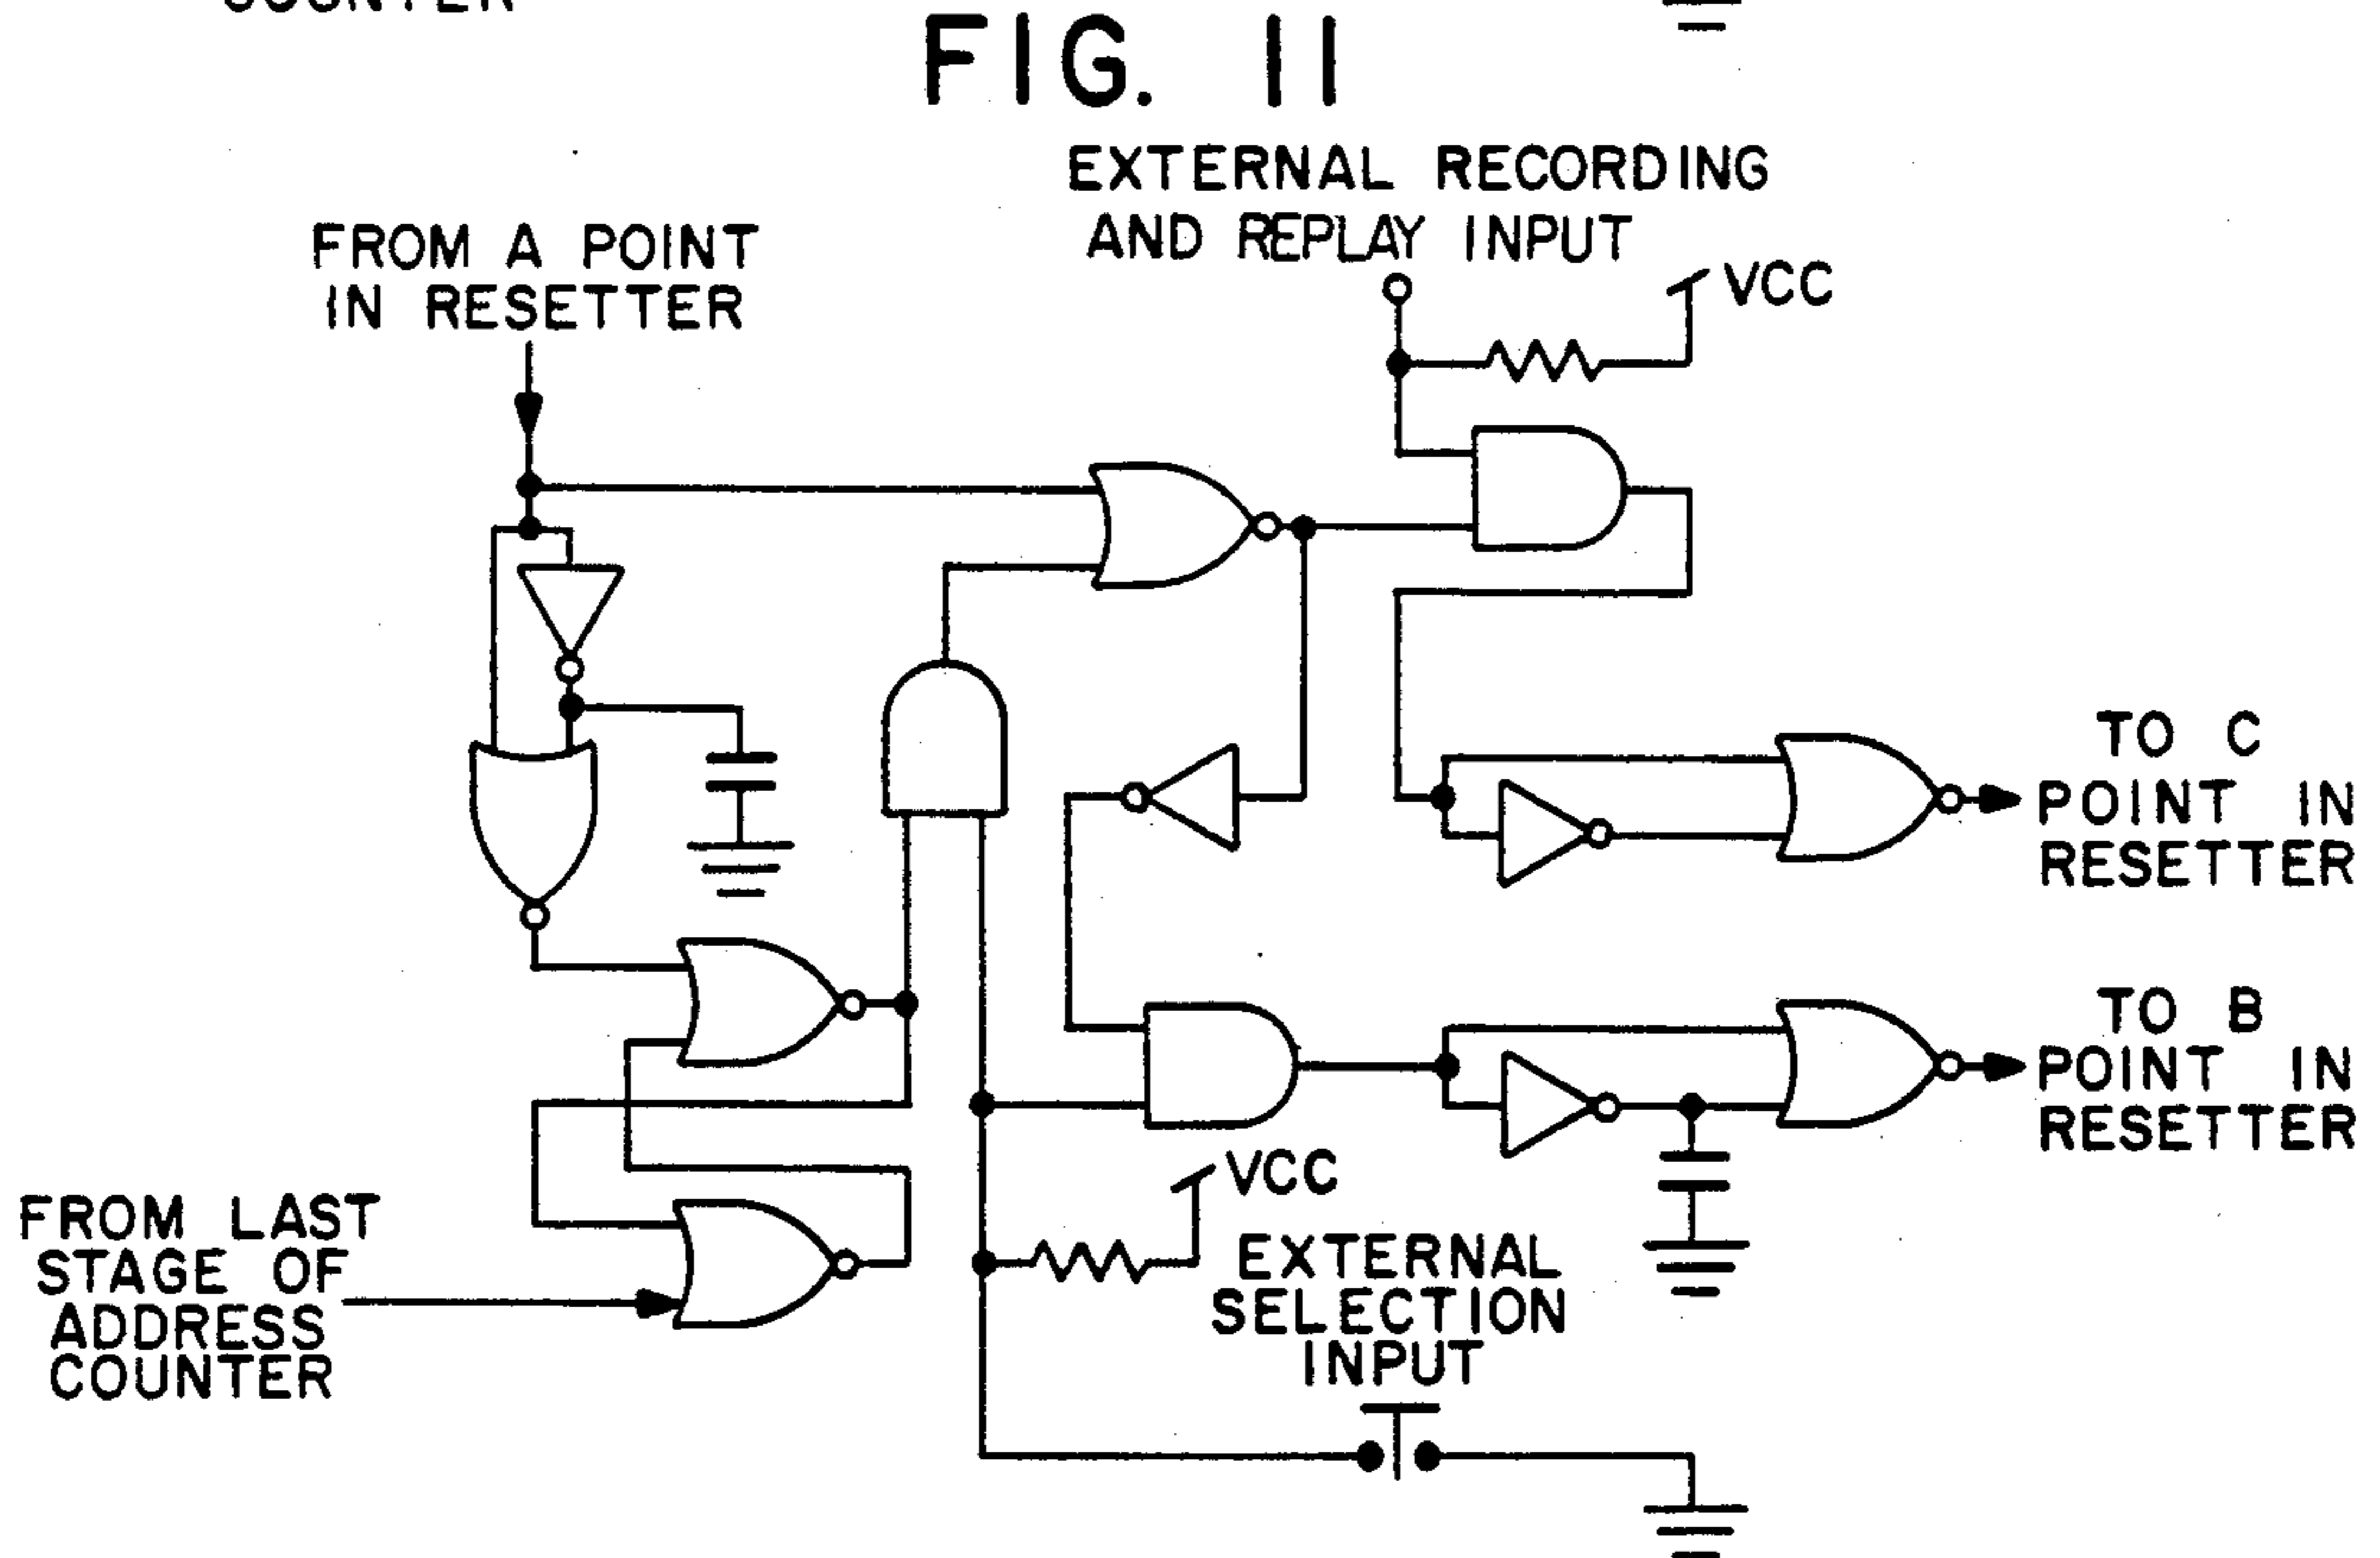 FIG. 11
EXTERNAL RECORDING
AND REPLAY INPUT
FROM A POINT
IN RESETTER
VCC
TO C
POINT IN
RESETTER
TO B
POINT IN
RESETTER
VCC
FROM LAST
STAGE OF
ADDRESS
COUNTER
EXTERNAL
SELECTION
INPUT